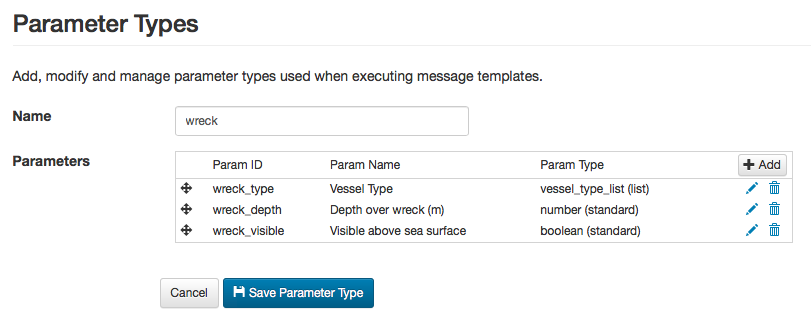 Parameter Types
Add, modify and manage parameter types used when executing message templates.
Name wreck
Parameters Param ID Param Name Param Type Add
wreck_type Vessel Type vessel_type_list (list)
wreck_depth Depth over wreck (m) number (standard)
wreck_visible Visible above sea surface boolean (standard)
Cancel Save Parameter Type